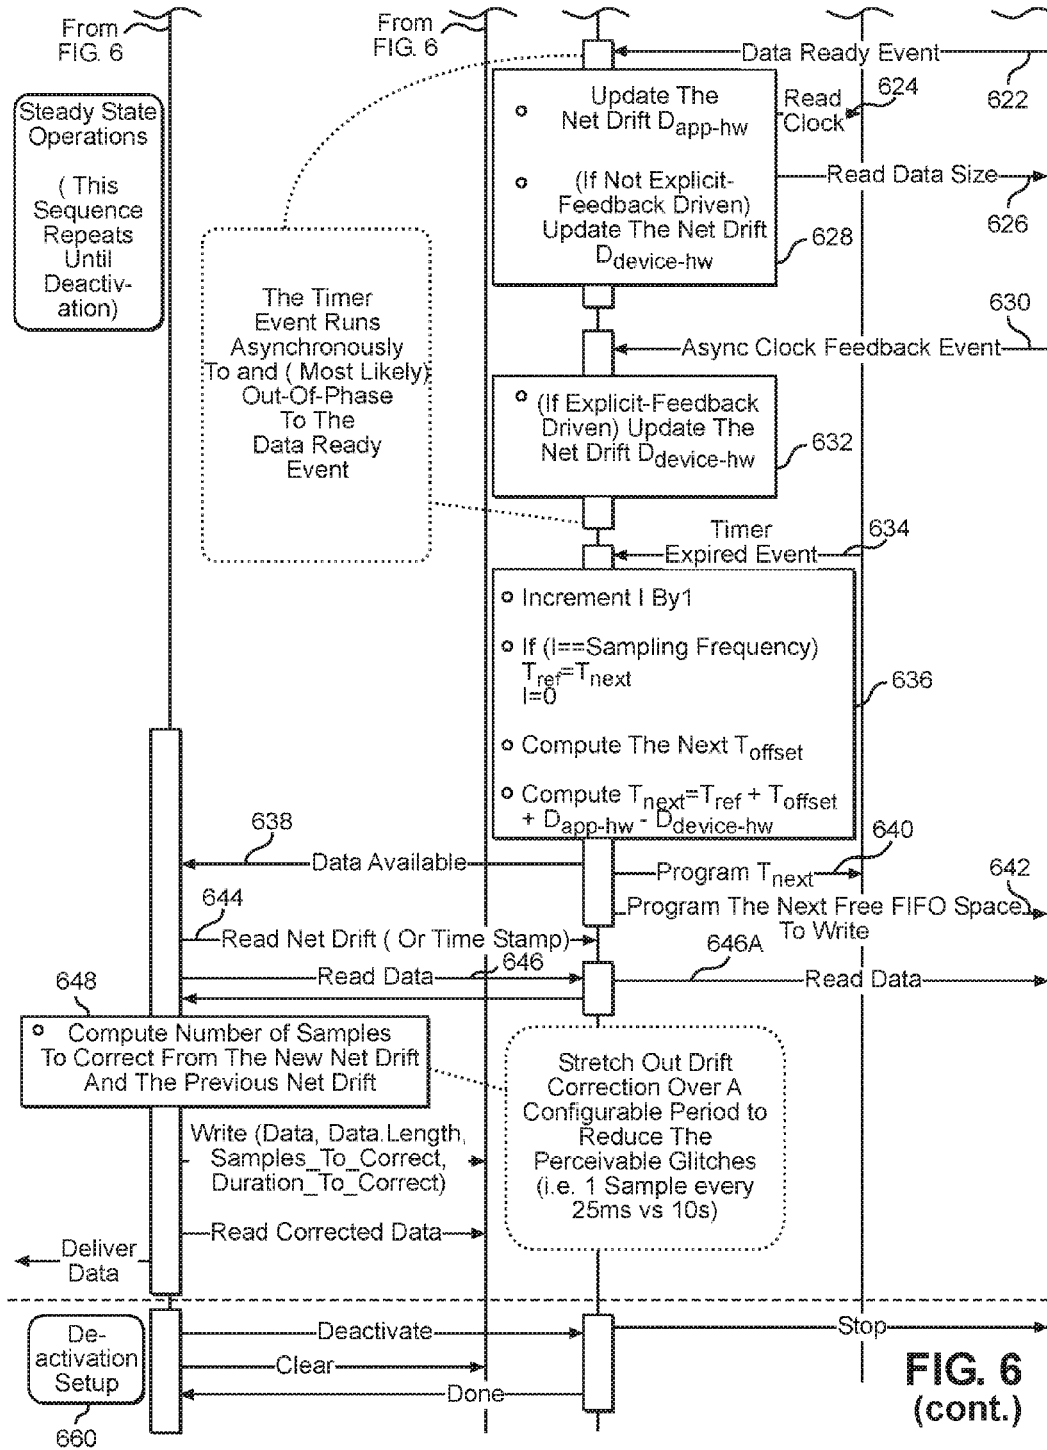 From
FIG. 6
From
FIG. 6
Data Ready Event
622
Steady State
Operations
( This
Sequence
Repeats
Until
Deactiv-
ation)
Update The
Net Drift Dapp-hw
Read
Clock
624
(If Not Explicit-
Feedback Driven)
Update The Net Drift
Ddevice-hw
628
Read Data Size
626
The Timer
Event Runs
Asynchronously
To and ( Most Likely)
Out-Of-Phase
To The
Data Ready
Event
630
Async Clock Feedback Event
(If Explicit-Feedback
Driven) Update The
Net Drift Ddevice-hw
632
Timer
Expired Event
634
Increment I By1
If (I==Sampling Frequency)
Tref=Tnext
I=0
636
Compute The Next Toffset
Compute Tnext=Tref + Toffset
+ Dapp-hw - Ddevice-hw
638
Data Available
640
Program Tnext
642
Program The Next Free FIFO Space
To Write
644
Read Net Drift ( Or Time Stamp)
646
Read Data
646A
Read Data
648
Compute Number of Samples
To Correct From The New Net Drift
And The Previous Net Drift
Stretch Out Drift
Correction Over A
Configurable Period to
Reduce The
Perceivable Glitches
(i.e. 1 Sample every
25ms vs 10s)
Write (Data, Data.Length,
Samples_To_Correct,
Duration_To_Correct)
Read Corrected Data
Deliver
Data
De-
activation
Setup
660
Deactivate
Stop
Clear
Done
FIG. 6
(cont.)